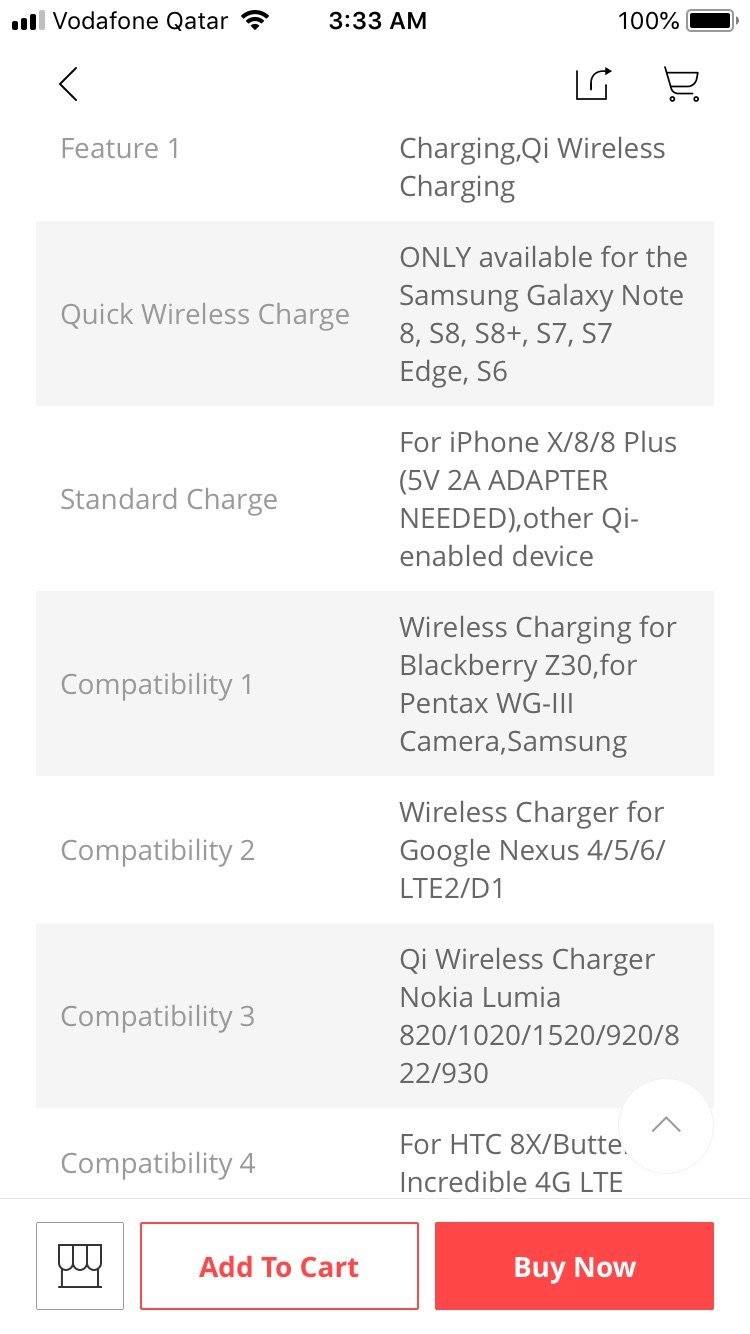 Vodafone Qatar 3:33 AM 100%
Feature 1
Charging,Qi Wireless
Charging
Quick Wireless Charge
ONLY available for the
Samsung Galaxy Note
8, S8, S8+, S7, S7
Edge, S6
Standard Charge
For iPhone X/8/8 Plus
(5V 2A ADAPTER
NEEDED),other Qi-
enabled device
Compatibility 1
Wireless Charging for
Blackberry Z30,for
Pentax WG-III
Camera,Samsung
Compatibility 2
Wireless Charger for
Google Nexus 4/5/6/
LTE2/D1
Compatibility 3
Qi Wireless Charger
Nokia Lumia
820/1020/1520/920/8
22/930
Compatibility 4
For HTC 8X/
Incredible 4G LTE
Add To Cart
Buy Now